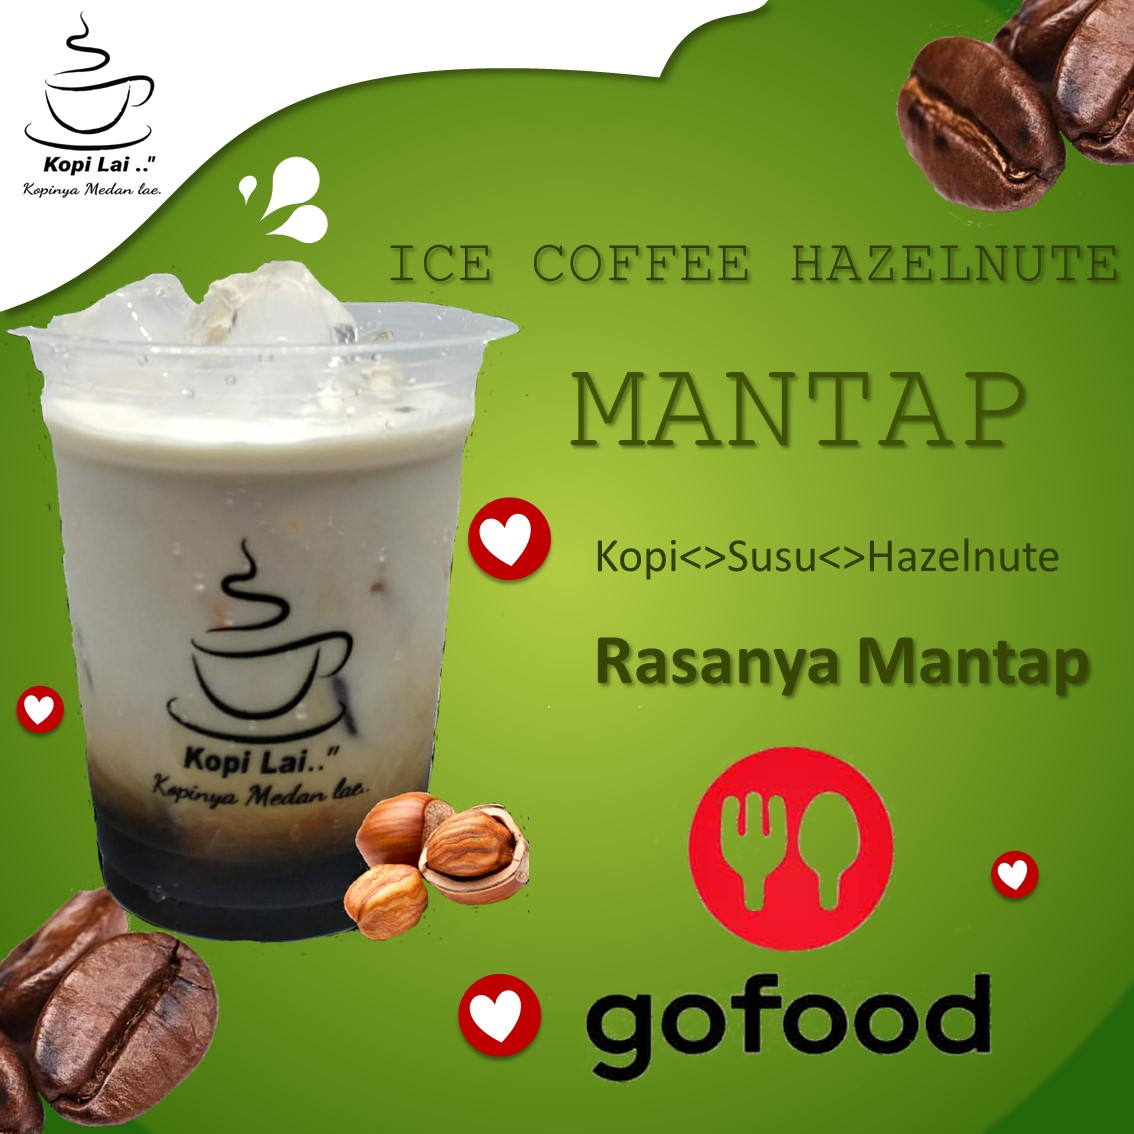 Kopi Lai .."
Kopinya Medan lae.
ICE COFFEE HAZELNUTE
MANTAP
Kopi<>Susu<>Hazelnute
Rasanya Mantap
Kopi Lai.."
Kopinya Medan lae.
gofood